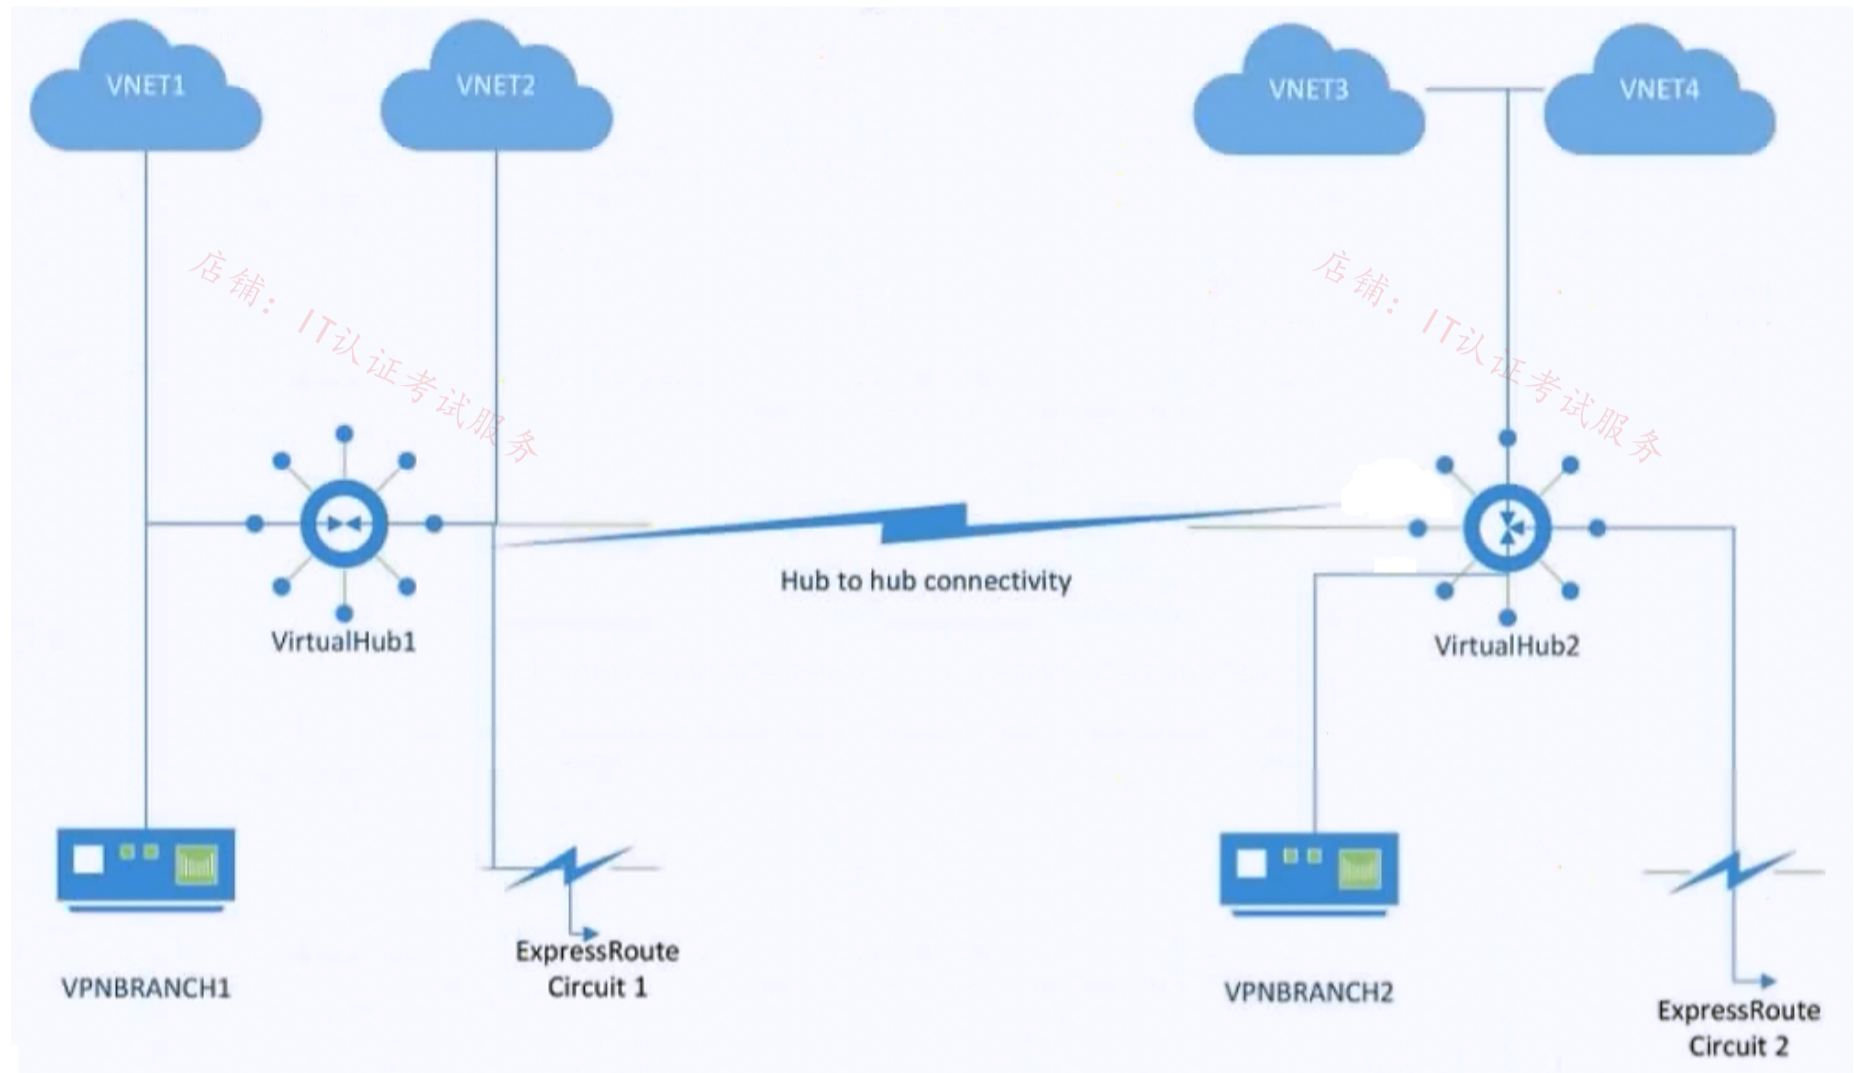 VNET1
VNET2
VNET3
VNET4
店铺：IT认证考试服务
店铺：IT认证考试服务
Hub to hub connectivity
VirtualHub1
VirtualHub2
ExpressRoute
Circuit 1
VPNBRANCH1
VPNBRANCH2
ExpressRoute
Circuit 2